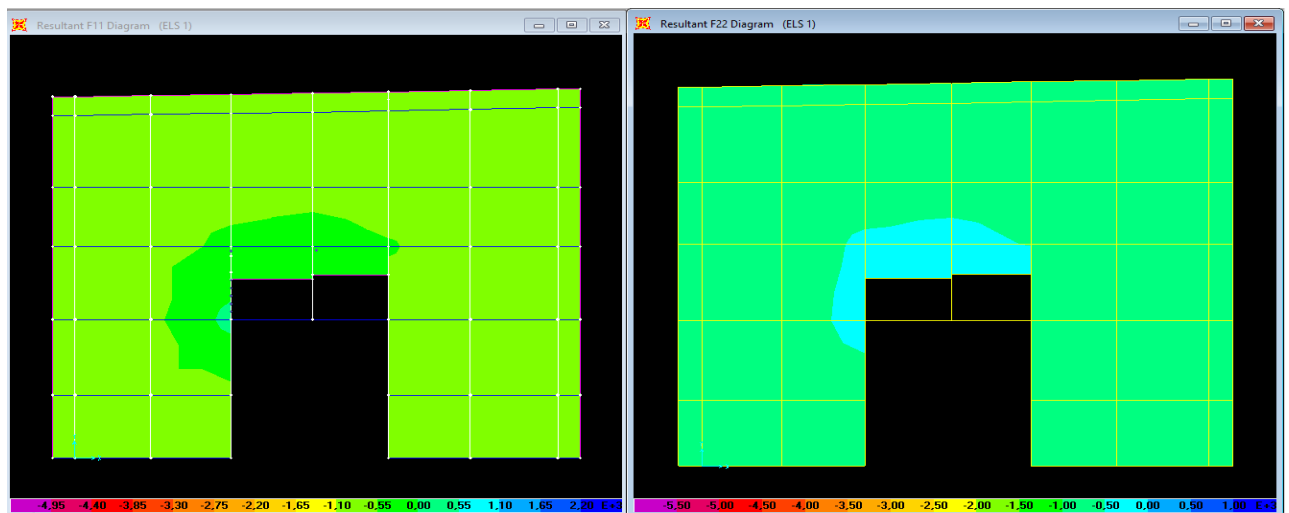 Resultant F11 Diagram (ELS 1)
Resultant F22 Diagram (ELS 1)
-4,95 -4,40 -3,85 -3,30 -2,75 -2,20 -1,65 -1,10 -0,55 0,00 0,55 1,10 1,65 2,20
-5,50 -5,00 -4,50 -4,00 -3,50 -3,00 -2,50 -2,00 -1,50 -1,00 -0,50 0,00 0,50 1,00